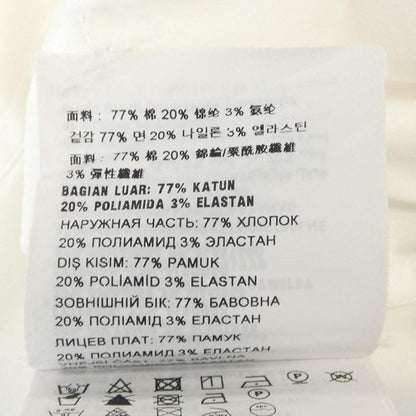 面料: 77% 棉 20% 锦纶 3% 氨纶
겉감 77% 면 20% 나일론 3% 엘라스틴
面料: 77% 棉 20% 錦綸/聚酰胺纖維
3% 彈性纖維
BAGIAN LUAR: 77% KATUN
20% POLIAMIDA 3% ELASTAN
НАРУЖНАЯ ЧАСТЬ: 77% ХЛОПОК
20% ПОЛИАМИД 3% ЭЛАСТАН
DIŞ KISIM: 77% PAMUK
20% POLİAMİD 3% ELASTAN
ЗОВНІШНІЙ БІК: 77% БАВОВНА
20% ПОЛІАМІД 3% ЕЛАСТАН
ЛИЦЕВ ПЛАТ: 77% ПАМУК
20% ПОЛИАМИД 3% ЕЛАСТАН